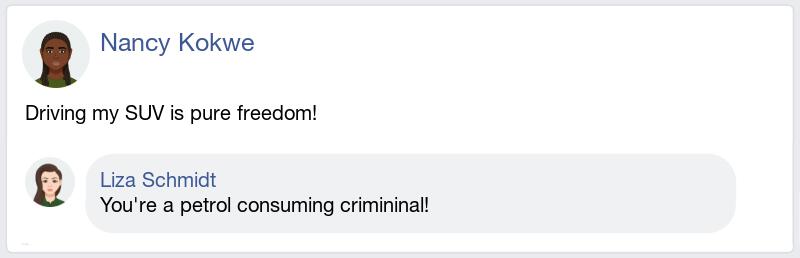 Nancy Kokwe
Driving my SUV is pure freedom!
Liza Schmidt
You're a petrol consuming crimininal!